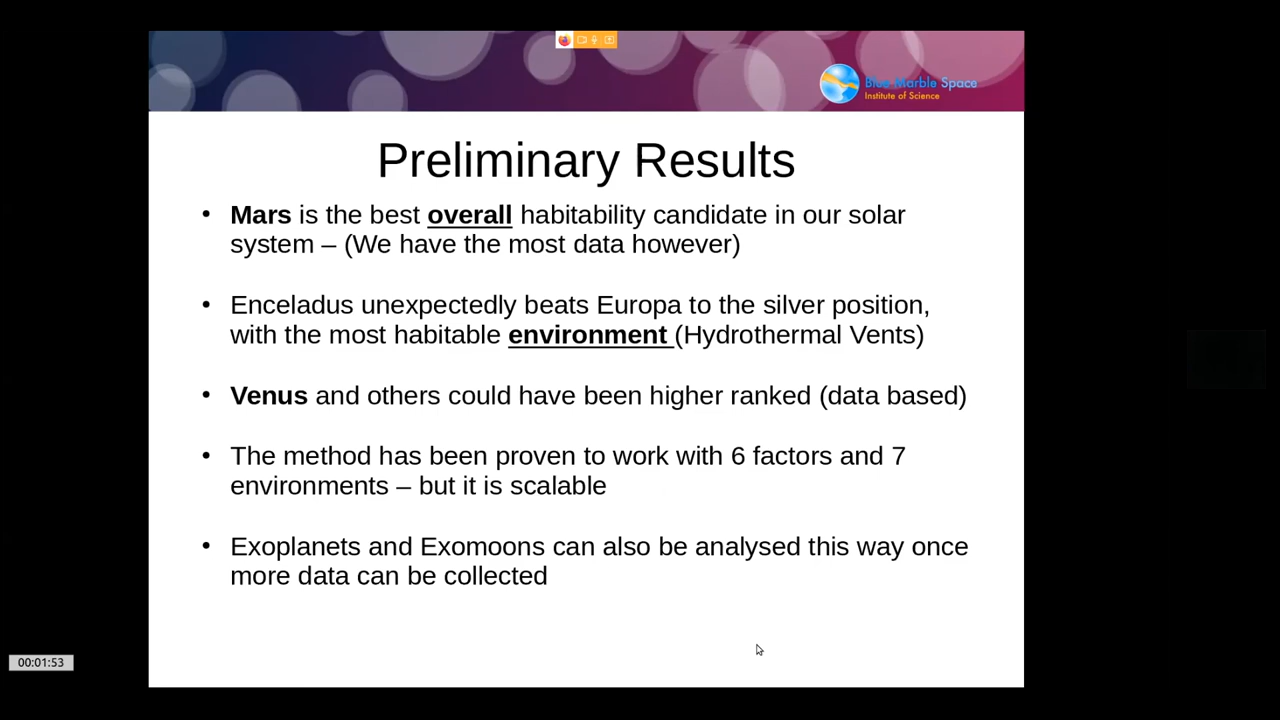 Blue Marble Space
Institute of Science
Preliminary Results
• Mars is the best overall habitability candidate in our solar
system – (We have the most data however)
• Enceladus unexpectedly beats Europa to the silver position,
with the most habitable environment (Hydrothermal Vents)
• Venus and others could have been higher ranked (data based)
• The method has been proven to work with 6 factors and 7
environments – but it is scalable
• Exoplanets and Exomoons can also be analysed this way once
more data can be collected
00:01:53